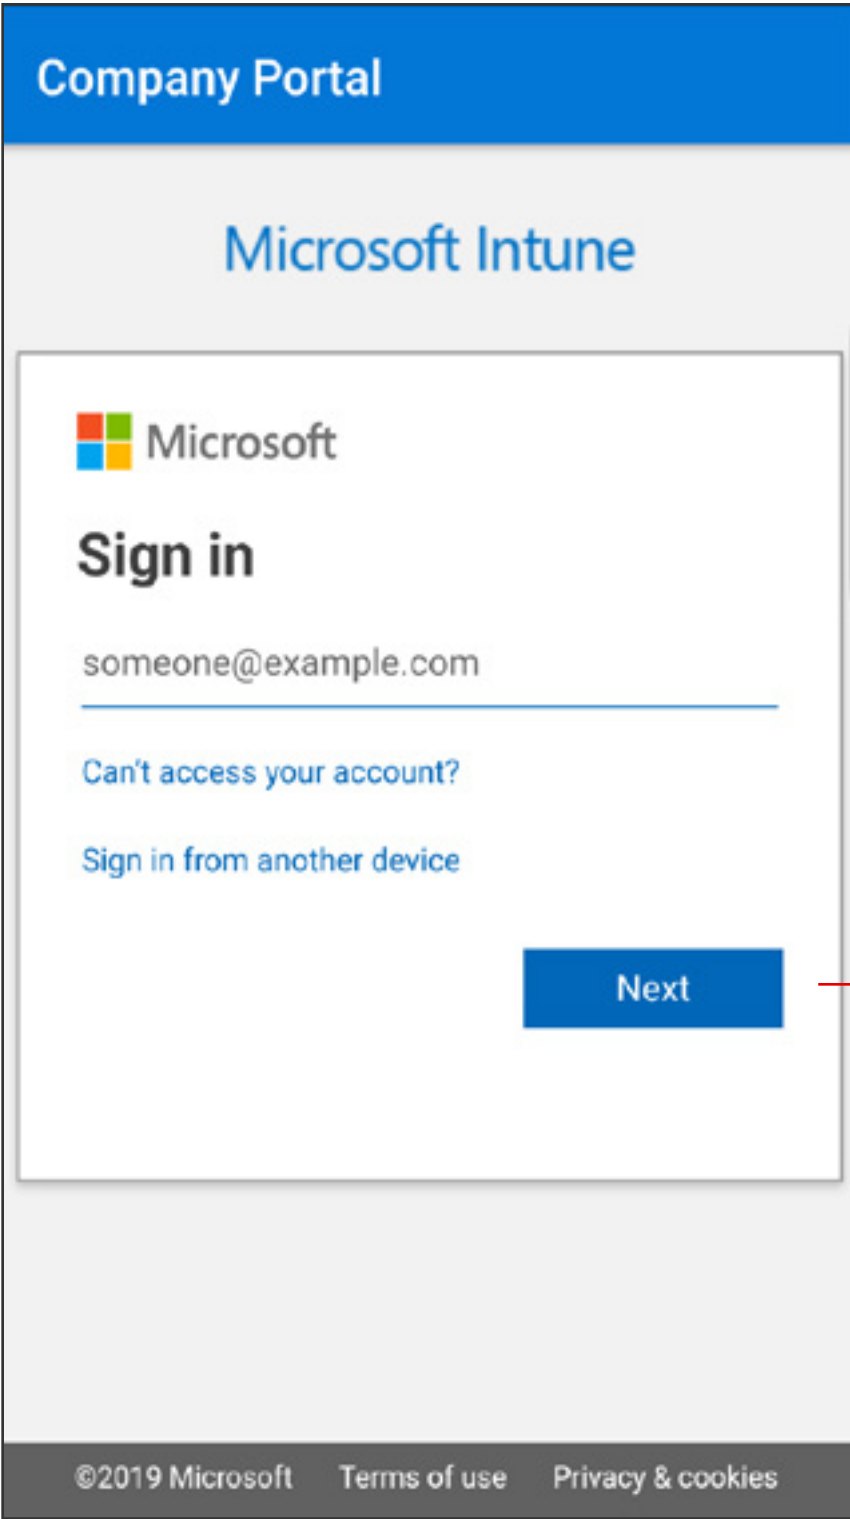 Company Portal
Microsoft Intune
Microsoft
Sign in
someone@example.com
Can't access your account?
Sign in from another device
Next
©2019 Microsoft Terms of use Privacy & cookies